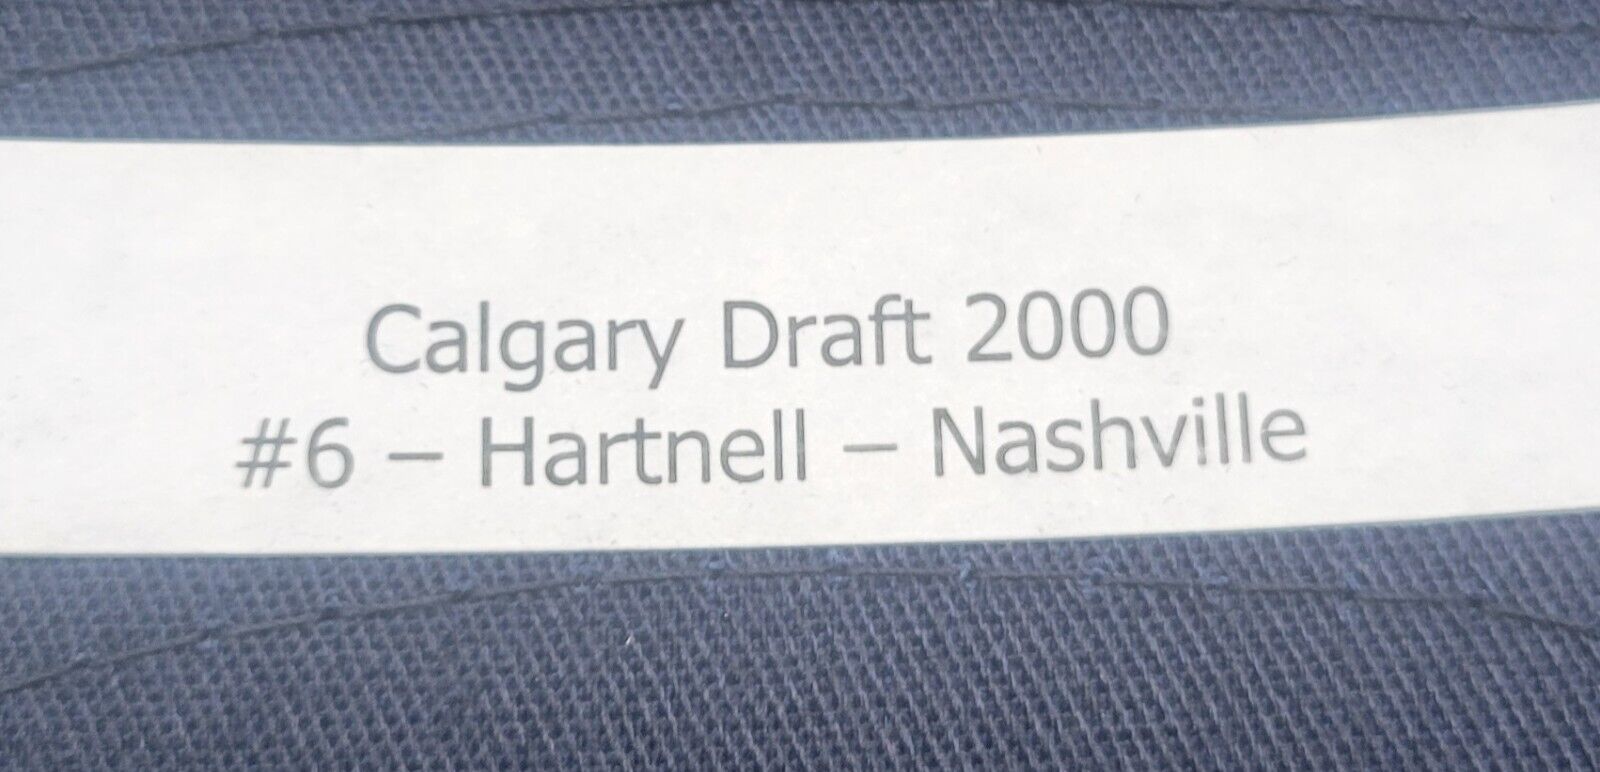 Calgary Draft 2000
#6 – Hartnell – Nashville